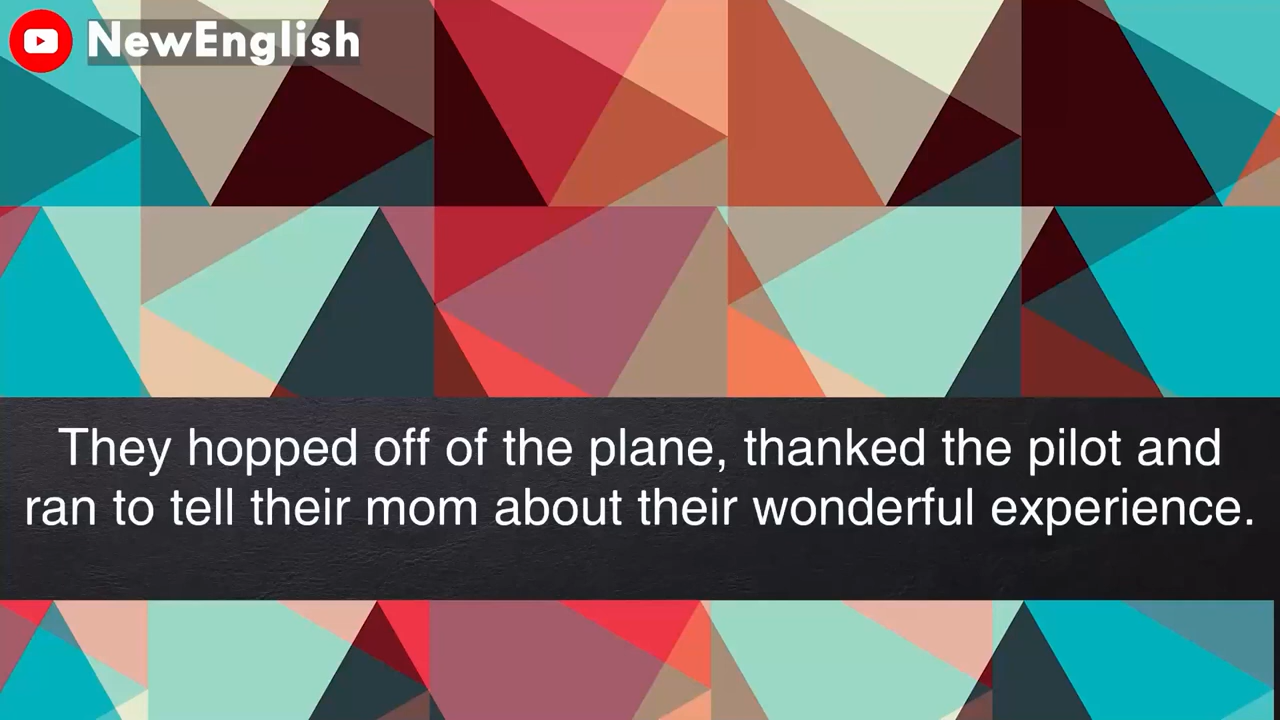 NewEnglish
They hopped off of the plane, thanked the pilot and
ran to tell their mom about their wonderful experience.